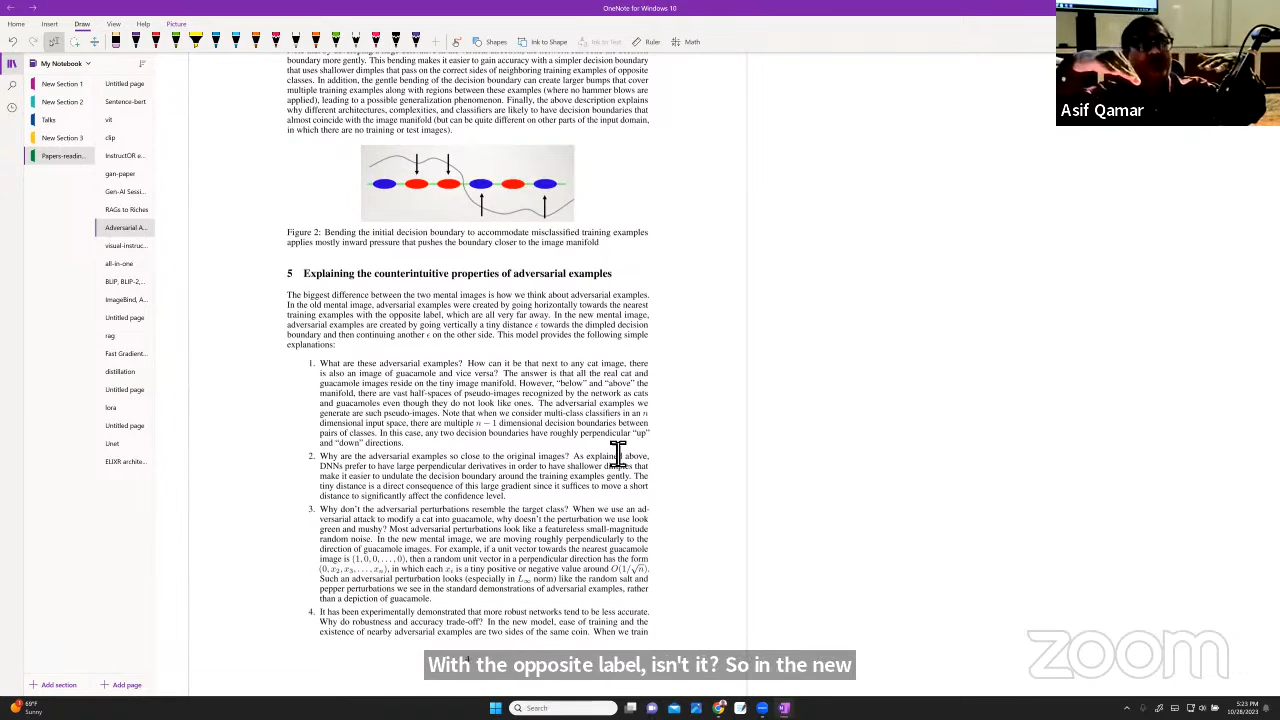 OneNote for Windows 10
Home Insert Draw View Help Picture
Shapes Ink to Shape Ink to Text Ruler Math
My Notebook
New Section 1
New Section 2
Talks
New Section 3
Papers-readin...
Untitled page
Sentence-bert
vit
clip
InstructOR e...
gan-paper
Gen-AI Sessi...
RAGs to Riches
Adversarial A...
visual-instruc...
all-in-one
BLIP, BLIP-2,...
ImageBind, A...
Untitled page
rag
Fast Gradient...
distillation
Untitled page
lora
Untitled page
Unet
ELIXR archite...
Add section
Add page
boundary more gently. This bending makes it easier to gain accuracy with a simpler decision boundary
that uses shallower dimples that pass on the correct sides of neighboring training examples of opposite
classes. In addition, the gentle bending of the decision boundary can create larger bumps that cover
multiple training examples along with regions between these examples (where no hammer blows are
applied), leading to a possible generalization phenomenon. Finally, the above description explains
why different architectures, complexities, and classifiers are likely to have decision boundaries that
almost coincide with the image manifold (but can be quite different on other parts of the input domain,
in which there are no training or test images).
Figure 2: Bending the initial decision boundary to accommodate misclassified training examples
applies mostly inward pressure that pushes the boundary closer to the image manifold
5 Explaining the counterintuitive properties of adversarial examples
The biggest difference between the two mental images is how we think about adversarial examples.
In the old mental image, adversarial examples were created by going horizontally towards the nearest
training examples with the opposite label, which are all very far away. In the new mental image,
adversarial examples are created by going vertically a tiny distance ϵ towards the dimpled decision
boundary and then continuing another ϵ on the other side. This model provides the following simple
explanations:
1. What are these adversarial examples? How can it be that next to any cat image, there
is also an image of guacamole and vice versa? The answer is that all the real cat and
guacamole images reside on the tiny image manifold. However, “below” and “above” the
manifold, there are vast half-spaces of pseudo-images recognized by the network as cats
and guacamoles even though they do not look like ones. The adversarial examples we
generate are such pseudo-images. Note that when we consider multi-class classifiers in an n
dimensional input space, there are multiple n − 1 dimensional decision boundaries between
pairs of classes. In this case, any two decision boundaries have roughly perpendicular “up”
and “down” directions.
2. Why are the adversarial examples so close to the original images? As explained above,
DNNs prefer to have large perpendicular derivatives in order to have shallower dimples that
make it easier to undulate the decision boundary around the training examples gently. The
tiny distance is a direct consequence of this large gradient since it suffices to move a short
distance to significantly affect the confidence level.
3. Why don’t the adversarial perturbations resemble the target class? When we use an ad-
versarial attack to modify a cat into guacamole, why doesn’t the perturbation we use look
green and mushy? Most adversarial perturbations look like a featureless small-magnitude
random noise. In the new mental image, we are moving roughly perpendicularly to the
direction of guacamole images. For example, if a unit vector towards the nearest guacamole
image is (1, 0, 0, . . . , 0), then a random unit vector in a perpendicular direction has the form
(0, x₂, x₃, . . . , xₙ), in which each xᵢ is a tiny positive or negative value around O(1/√n).
Such an adversarial perturbation looks (especially in L∞ norm) like the random salt and
pepper perturbations we see in the standard demonstrations of adversarial examples, rather
than a depiction of guacamole.
4. It has been experimentally demonstrated that more robust networks tend to be less accurate.
Why do robustness and accuracy trade-off? In the new model, ease of training and the
existence of nearby adversarial examples are two sides of the same coin. When we train
Asif Qamar
With the opposite label, isn't it? So in the new
zoom
69°F
Sunny
Search
5:23 PM
10/28/2023